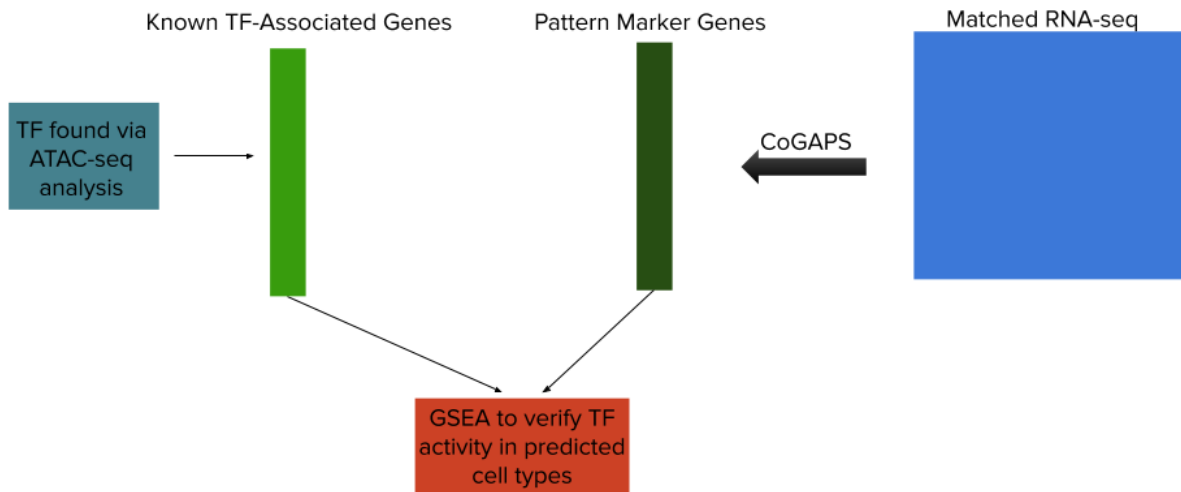 Known TF-Associated Genes
Pattern Marker Genes
Matched RNA-seq
TF found via
ATAC-seq
analysis
CoGAPS
GSEA to verify TF
activity in predicted
cell types